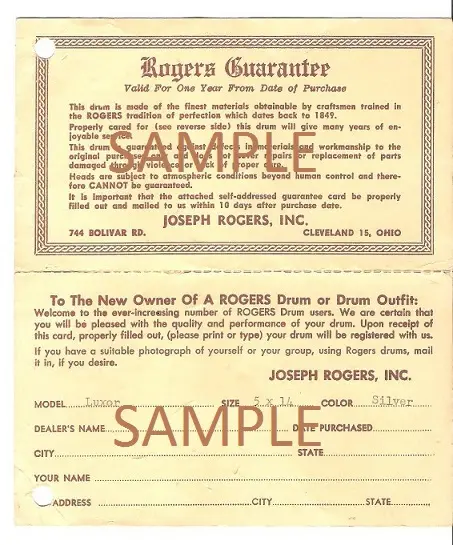 Rogers Guarantee
Valid For One Year From Date of Purchase
This drum is made of the finest materials obtainable by craftsmen trained in
the ROGERS tradition of perfection which dates back to 1849.
Properly cared for (see reverse side) this drum will give many years of en-
joyable service.
This drum is guaranteed against defects in materials and workmanship to the
original purchaser and does not cover repairs or replacement of parts
damaged through violence or lack of proper care.
Heads are subject to atmospheric conditions beyond human control and there-
fore CANNOT be guaranteed.
It is important that the attached self-addressed guarantee card be properly
filled out and mailed to us within 10 days after purchase date.
SAMPLE
JOSEPH ROGERS, INC.
744 BOLIVAR RD. CLEVELAND 15, OHIO
To The New Owner Of A ROGERS Drum or Drum Outfit:
Welcome to the ever-increasing number of ROGERS Drum users. We are certain that
you will be pleased with the quality and performance of your drum. Upon receipt of
this card, properly filled out, (please print or type) your drum will be registered with us.
If you have a suitable photograph of yourself or your group, using Rogers drums, mail
it in, if you desire.
JOSEPH ROGERS, INC.
MODEL Luxor SIZE 5 x 14 COLOR Silver
DEALER'S NAME DATE PURCHASED
SAMPLE
CITY STATE
YOUR NAME
ADDRESS CITY STATE